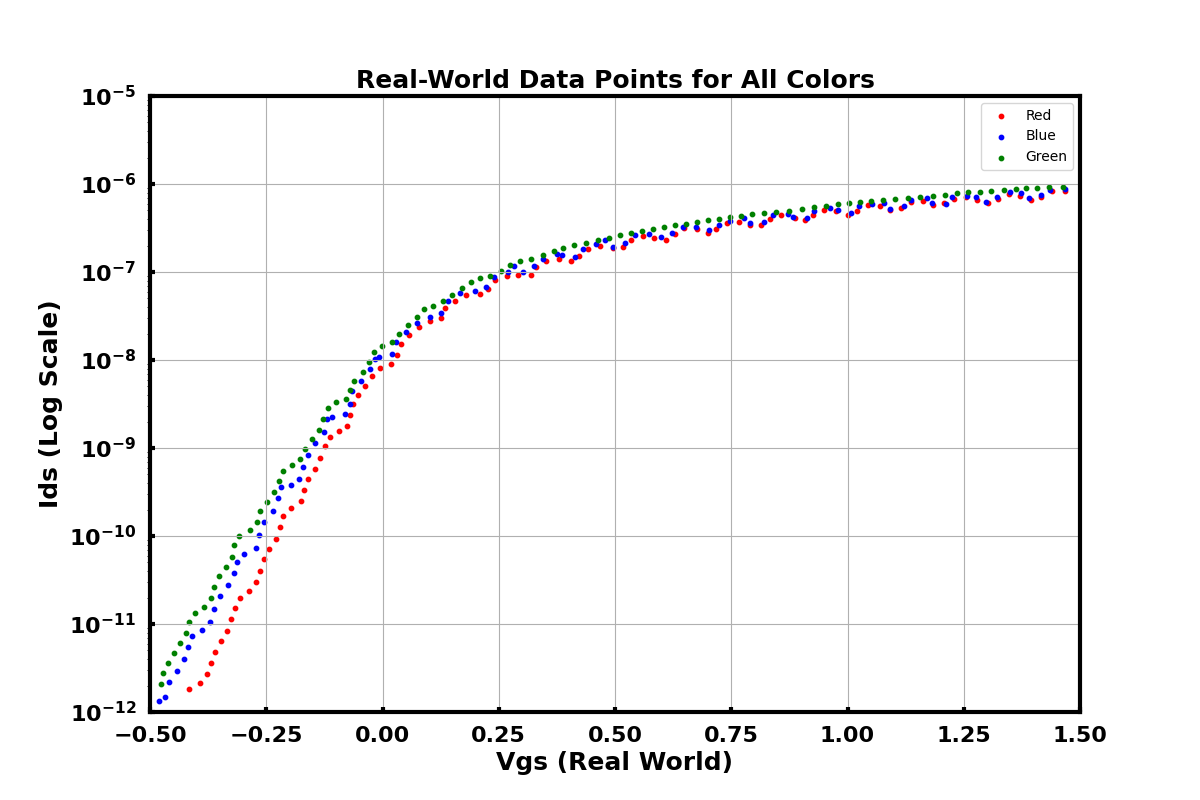 Real-World Data Points for All Colors
Ids (Log Scale)
10⁻⁵
10⁻⁶
10⁻⁷
10⁻⁸
10⁻⁹
10⁻¹⁰
10⁻¹¹
10⁻¹²
Red
Blue
Green
−0.50 −0.25 0.00 0.25 0.50 0.75 1.00 1.25 1.50
Vgs (Real World)